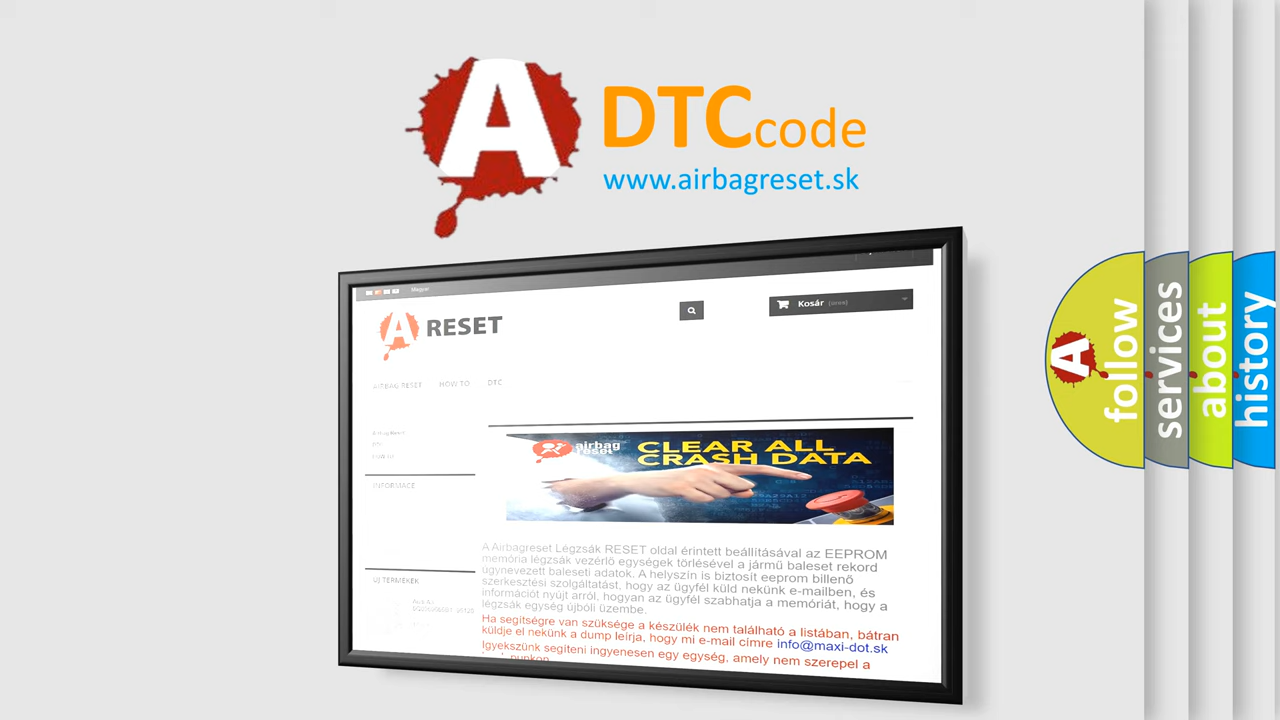 A
DTCcode
www.airbagreset.sk
Magyar
A RESET
Kosár (üres)
AIRBAG RESET HOW TO DTC
INFORMACE
ÚJ TERMÉKEK
airbag
reset
CLEAR ALL
CRASH DATA
A Airbagreset Légzsák RESET oldal érintett beállításával az EEPROM
memória légzsák vezérlő egységek törlésével a jármű baleset rekord
úgynevezett baleseti adatok. A helyszín is biztosít eeprom billenő
szerkesztési szolgáltatást, hogy az ügyfél küld nekünk e-mailben, és
információt nyújt arról, hogyan az ügyfél szabhatja a memóriát, hogy a
légzsák egység újbóli üzembe.
Ha segítségre van szüksége a készülék nem található a listában, bátran
küldje el nekünk a dump leírja, hogy mi e-mail címre info@maxi-dot.sk
Igyekszünk segíteni ingyenesen egy egység, amely nem szerepel a
A
follow
services
about
history